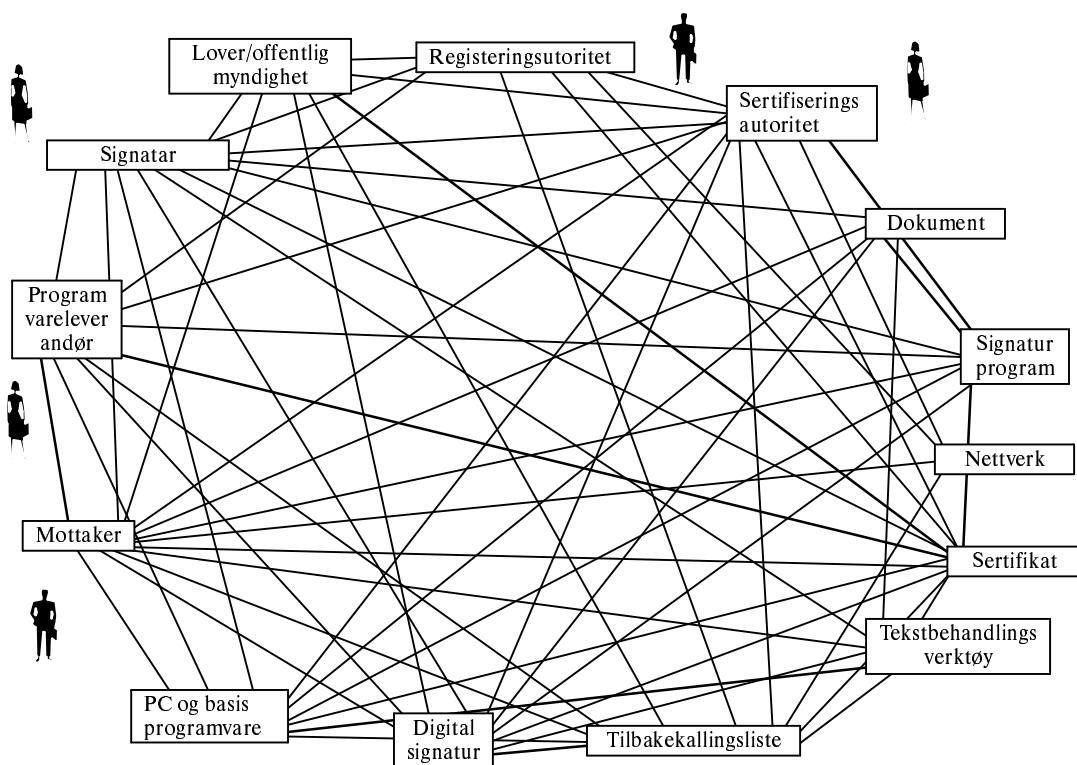 Lover/offentlig
myndighet
Registeringsutoritet
Sertifiserings
autoritet
Signatar
Dokument
Program
varelever
andør
Signatur
program
Nettverk
Mottaker
Sertifikat
Tekstbehandlings
verktøy
PC og basis
programvare
Digital
signatur
Tilbakekallingsliste